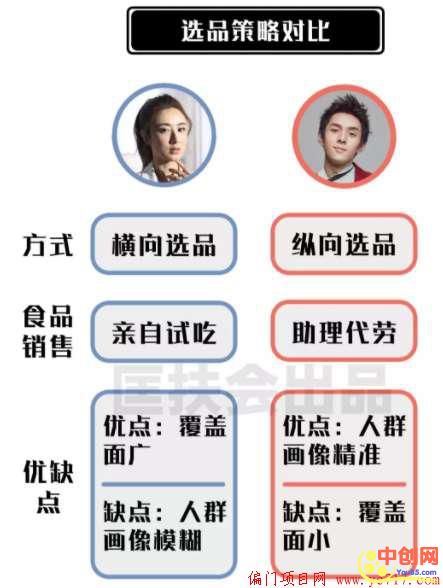 选品策略对比
方式
横向选品
纵向选品
食品
销售
亲自试吃
助理代劳
匡扶会出品
优缺
点
优点：覆盖
面广
缺点：人群
画像模糊
优点：人群
画像精准
缺点：覆盖
面小
中创网
You85.com
偏门项目网